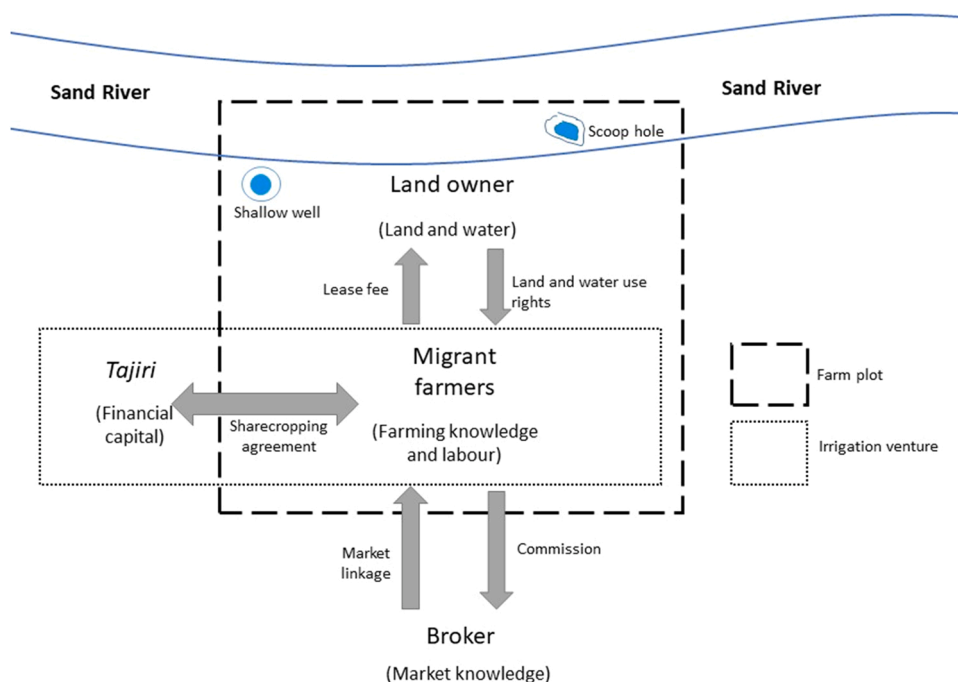 Sand River
Sand River
Scoop hole
Shallow well
Land owner
(Land and water)
Lease fee
Land and water use
rights
Tajiri
(Financial
capital)
Sharecropping
agreement
Migrant
farmers
(Farming knowledge
and labour)
Farm plot
Irrigation venture
Market
linkage
Commission
Broker
(Market knowledge)